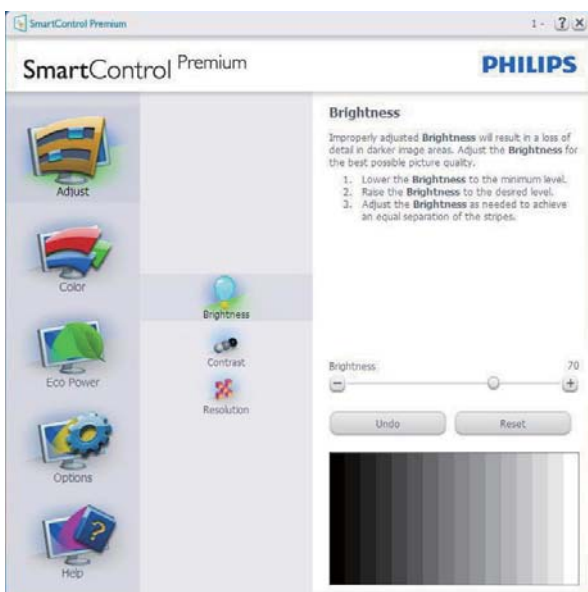 SmartControl Premium
1 - ? X
SmartControl Premium
PHILIPS
Adjust
Color
Eco Power
Options
Help
Brightness
Contrast
Resolution
Brightness
Improperly adjusted Brightness will result in a loss of
detail in darker image areas. Adjust the Brightness for
the best possible picture quality.
1. Lower the Brightness to the minimum level.
2. Raise the Brightness to the desired level.
3. Adjust the Brightness as needed to achieve
an equal separation of the stripes.
Brightness 70
Undo Reset